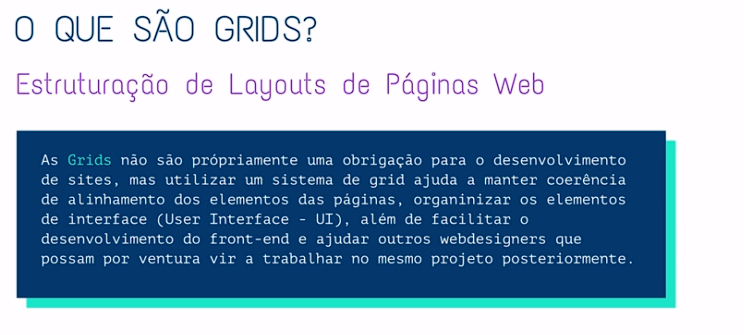 O QUE SÃO GRIDS?
Estruturação de Layouts de Páginas Web
As Grids não são própriamente uma obrigação para o desenvolvimento
de sites, mas utilizar um sistema de grid ajuda a manter coerência
de alinhamento dos elementos das páginas, organinizar os elementos
de interface (User Interface - UI), além de facilitar o
desenvolvimento do front-end e ajudar outros webdesigners que
possam por ventura vir a trabalhar no mesmo projeto posteriormente.